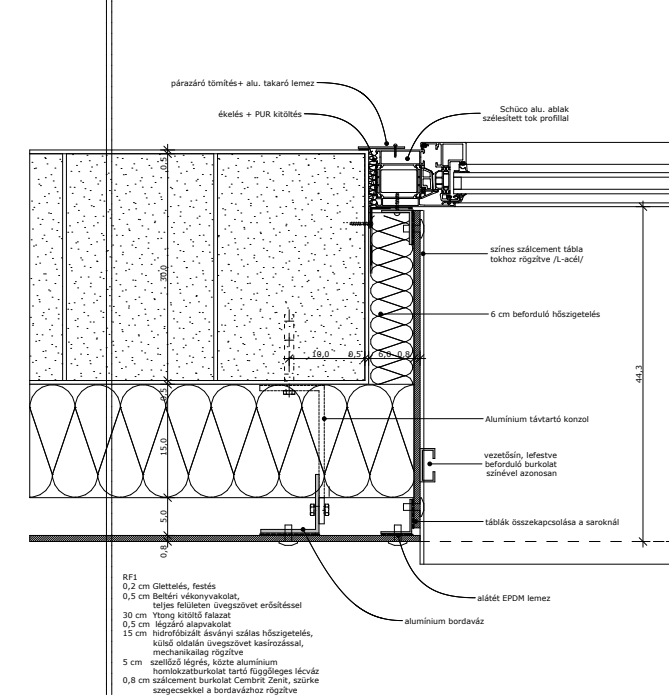 párazáró tömítés+ alu. takaró lemez
ékelés + PUR kitöltés
Schüco alu. ablak
szélesített tok profillal
0,5
30,0
színes szálcement tábla
tokhoz rögzítve /L-acél/
6 cm beforduló hőszigetelés
10,0
0,5
6,0
0,8
44,3
0,5
15,0
Alumínium távtartó konzol
vezetősín, lefestve
beforduló burkolat
színével azonosan
5,0
táblák összekapcsolása a saroknál
0,8
alátét EPDM lemez
alumínium bordaváz
RF1
0,2 cm Glettelés, festés
0,5 cm Beltéri vékonyvakolat,
teljes felületen üvegszövet erősítéssel
30 cm Ytong kitöltő falazat
0,5 cm légzáró alapvakolat
15 cm hidrofóbizált ásványi szálas hőszigetelés,
külső oldalán üvegszövet kasírozással,
mechanikailag rögzítve
5 cm szellőző légrés, közte alumínium
homlokzatburkolat tartó függőleges lécváz
0,8 cm szálcement burkolat Cembrit Zenit, szürke
szegecsekkel a bordavázhoz rögzítve